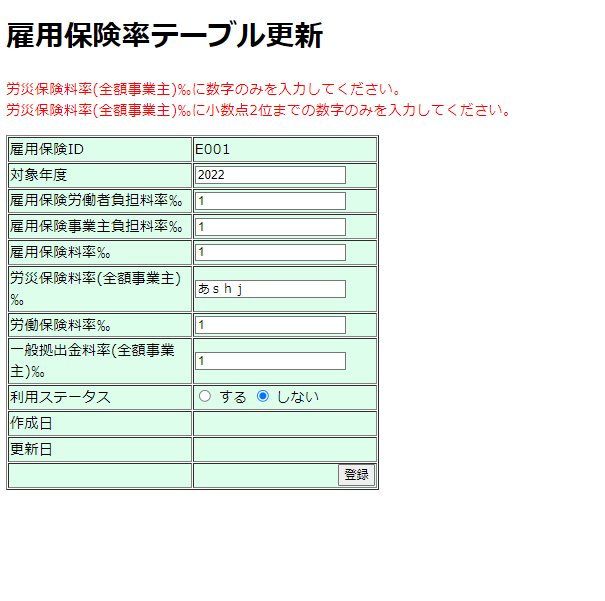 雇用保険率テーブル更新
労災保険料率(全額事業主)‰に数字のみを入力してください。
労災保険料率(全額事業主)‰に小数点2位までの数字のみを入力してください。
雇用保険ID E001
対象年度 2022
雇用保険労働者負担料率‰ 1
雇用保険事業主負担料率‰ 1
雇用保険料率‰ 1
労災保険料率(全額事業主)
‰ あｓｈｊ
労働保険料率‰ 1
一般拠出金料率(全額事業
主)‰ 1
利用ステータス する しない
作成日
更新日
登録